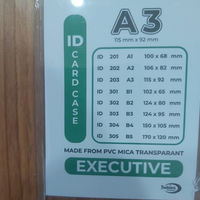 A3
115 mm x 92 mm
ID CARD CASE
ID 201 A1 100 x 68 mm
ID 202 A2 106 x 82 mm
ID 203 A3 115 x 92 mm
ID 301 B1 102 x 65 mm
ID 302 B2 124 x 80 mm
ID 303 B3 124 x 95 mm
ID 304 B4 150 x 105 mm
ID 305 B5 170 x 120 mm
MADE FROM PVC MICA TRANSPARANT
EXECUTIVE